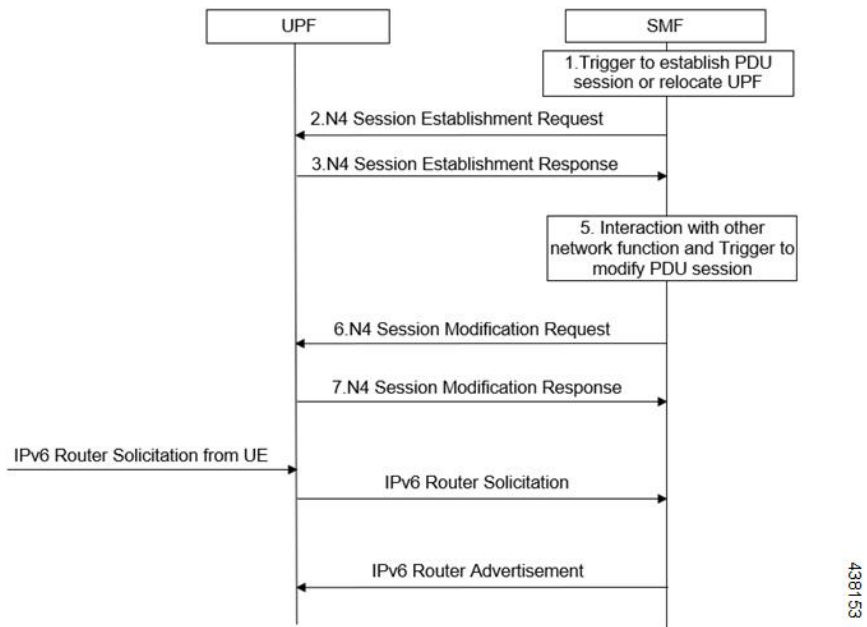 UPF
SMF
1.Trigger to establish PDU
session or relocate UPF
2.N4 Session Establishment Request
3.N4 Session Establishment Response
5. Interaction with other
network function and Trigger to
modify PDU session
6.N4 Session Modification Request
7.N4 Session Modification Response
IPv6 Router Solicitation from UE
IPv6 Router Solicitation
IPv6 Router Advertisement
438153